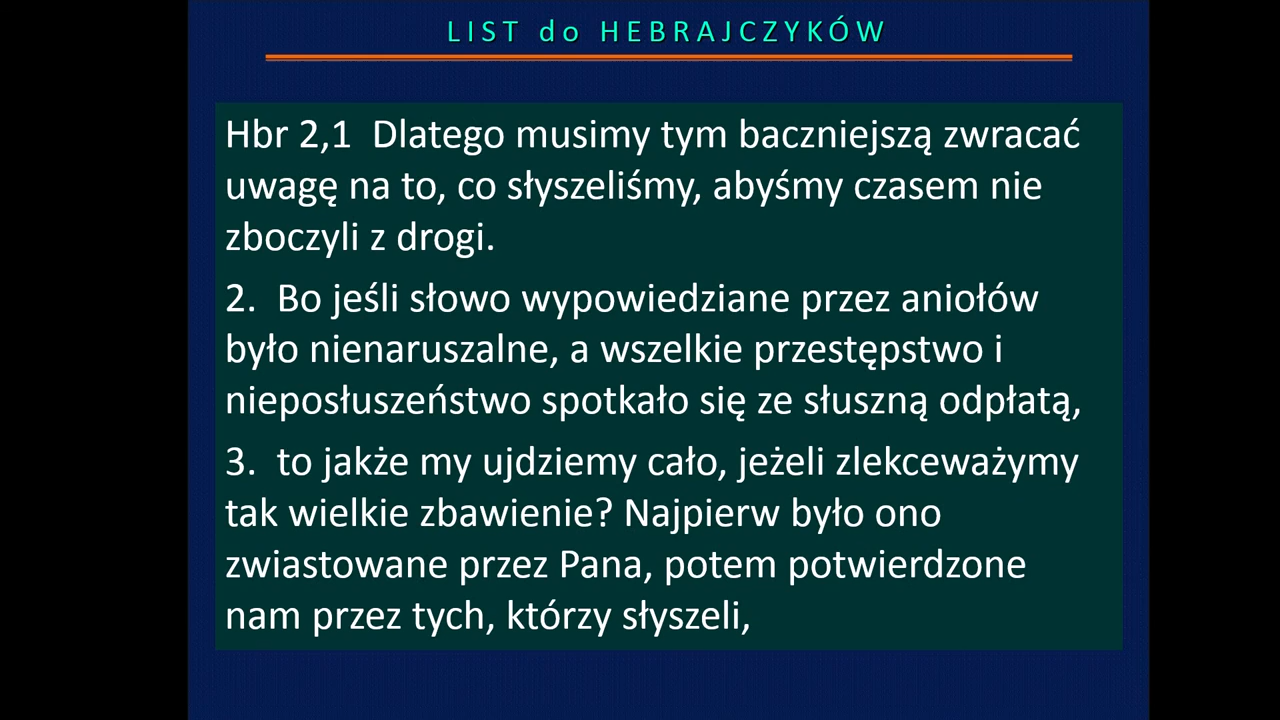 LIST do HEBRAJCZYKÓW
Hbr 2,1 Dlatego musimy tym baczniejszą zwracać
uwagę na to, co słyszeliśmy, abyśmy czasem nie
zboczyli z drogi.
2. Bo jeśli słowo wypowiedziane przez aniołów
było nienaruszalne, a wszelkie przestępstwo i
nieposłuszeństwo spotkało się ze słuszną odpłatą,
3. to jakże my ujdziemy cało, jeżeli zlekceważymy
tak wielkie zbawienie? Najpierw było ono
zwiastowane przez Pana, potem potwierdzone
nam przez tych, którzy słyszeli,